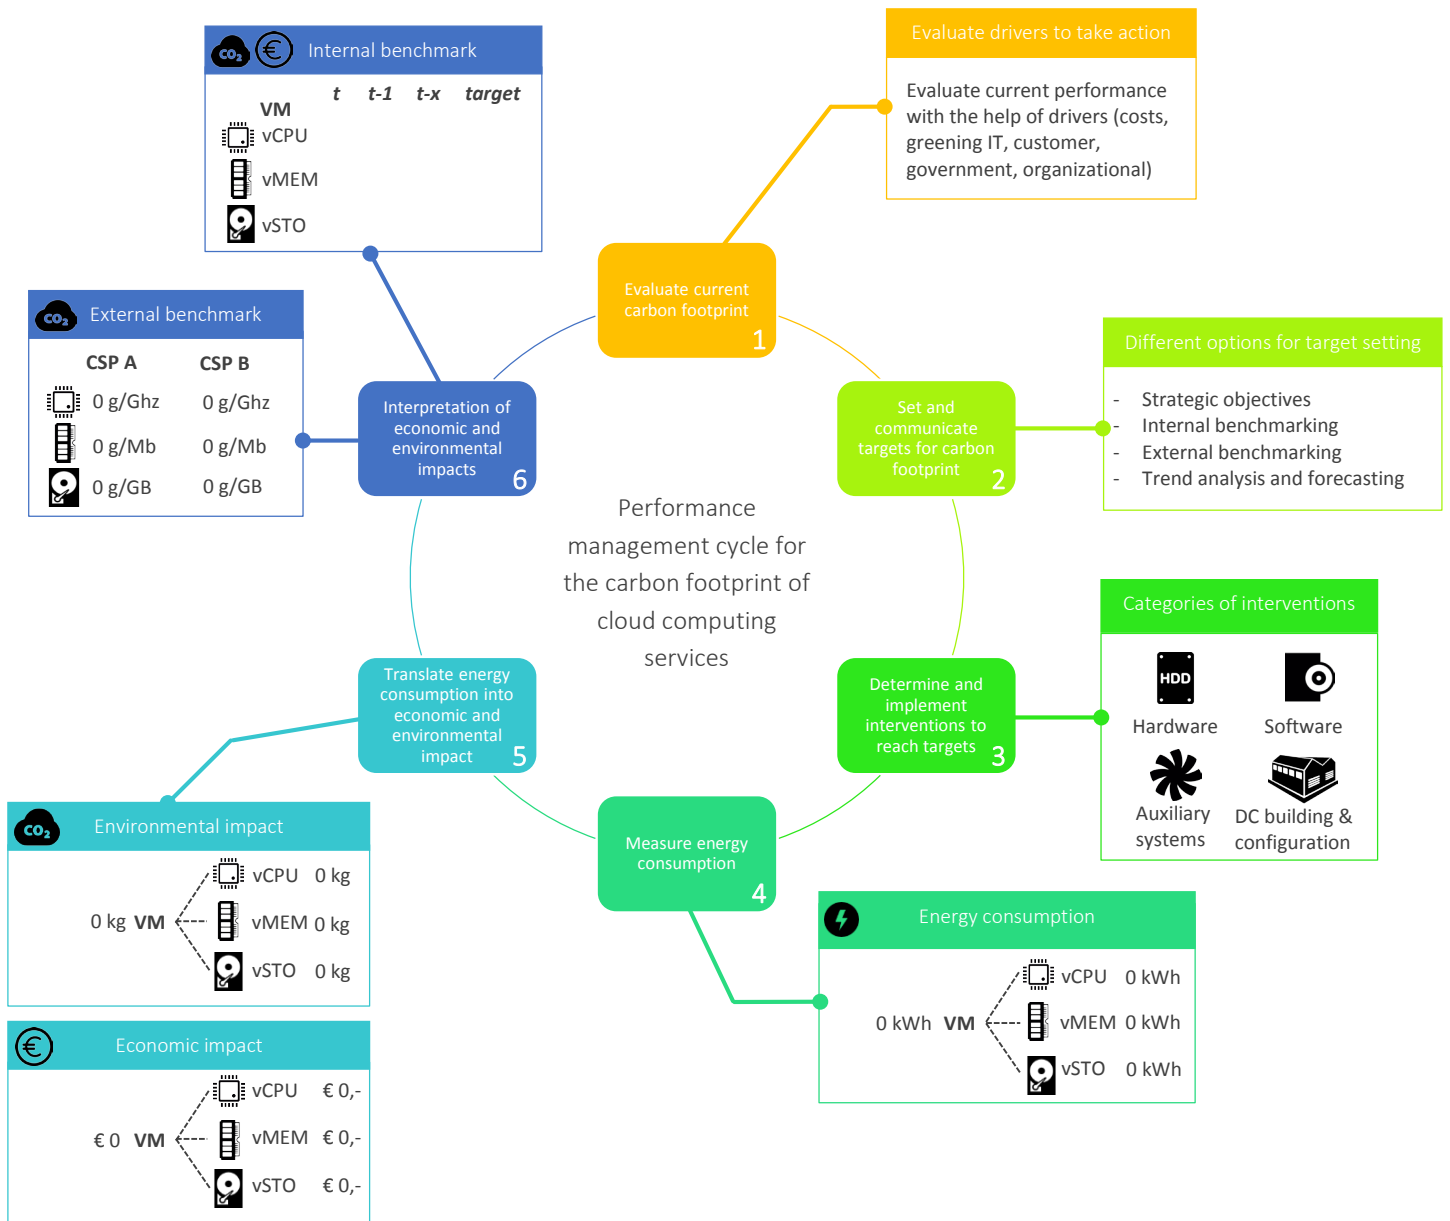 Internal benchmark
CO₂
t t-1 t-x target
VM
vCPU
vMEM
vSTO
Evaluate drivers to take action
Evaluate current performance
with the help of drivers (costs,
greening IT, customer,
government, organizational)
Evaluate current
carbon footprint
1
External benchmark
CO₂
CSP A CSP B
0 g/Ghz 0 g/Ghz
0 g/Mb 0 g/Mb
0 g/GB 0 g/GB
Different options for target setting
- Strategic objectives
- Internal benchmarking
- External benchmarking
- Trend analysis and forecasting
Interpretation of
economic and
environmental
impacts
6
Set and
communicate
targets for carbon
footprint
2
Performance
management cycle for
the carbon footprint of
cloud computing
services
Categories of interventions
HDD
Hardware
Software
Auxiliary
systems
DC building &
configuration
Translate energy
consumption into
economic and
environmental
impact
5
Determine and
implement
interventions to
reach targets
3
Measure energy
consumption
4
CO₂
Environmental impact
vCPU 0 kg
0 kg VM vMEM 0 kg
vSTO 0 kg
Energy consumption
vCPU 0 kWh
0 kWh VM vMEM 0 kWh
vSTO 0 kWh
€
Economic impact
vCPU € 0,-
€ 0 VM vMEM € 0,-
vSTO € 0,-